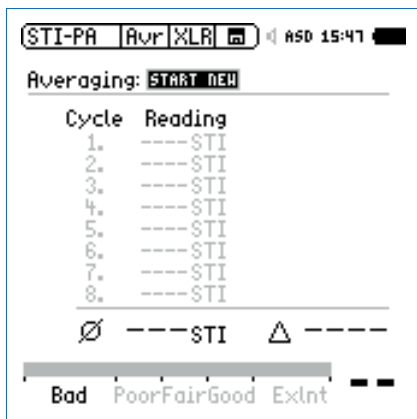 STI-PA Avr XLR ASD 15:47
Averaging: START NEW
Cycle Reading
1. ----STI
2. ----STI
3. ----STI
4. ----STI
5. ----STI
6. ----STI
7. ----STI
8. ----STI
Ø ---STI △ ----
Bad Poor Fair Good Exlnt --